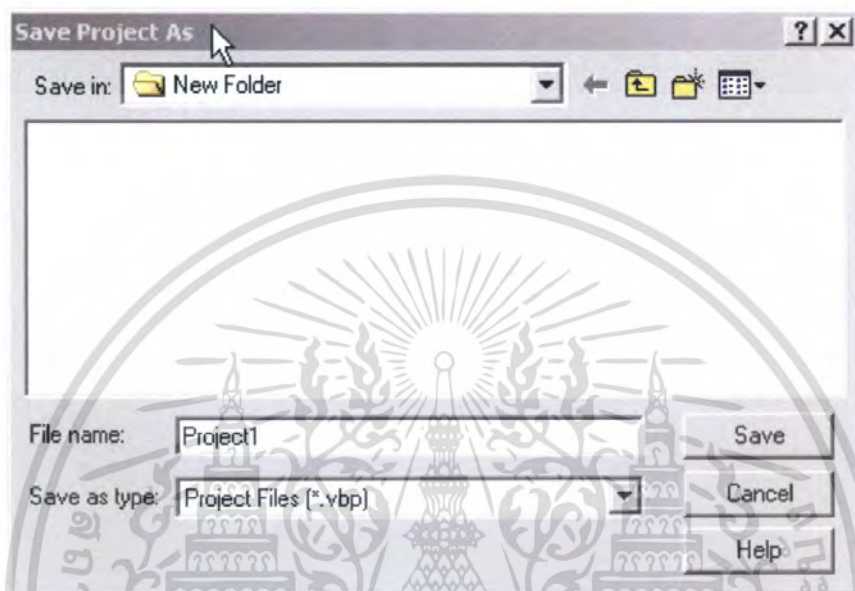 Save Project As
Save in: New Folder
File name: Project1 Save
Save as type: Project Files (*.vbp) Cancel
Help